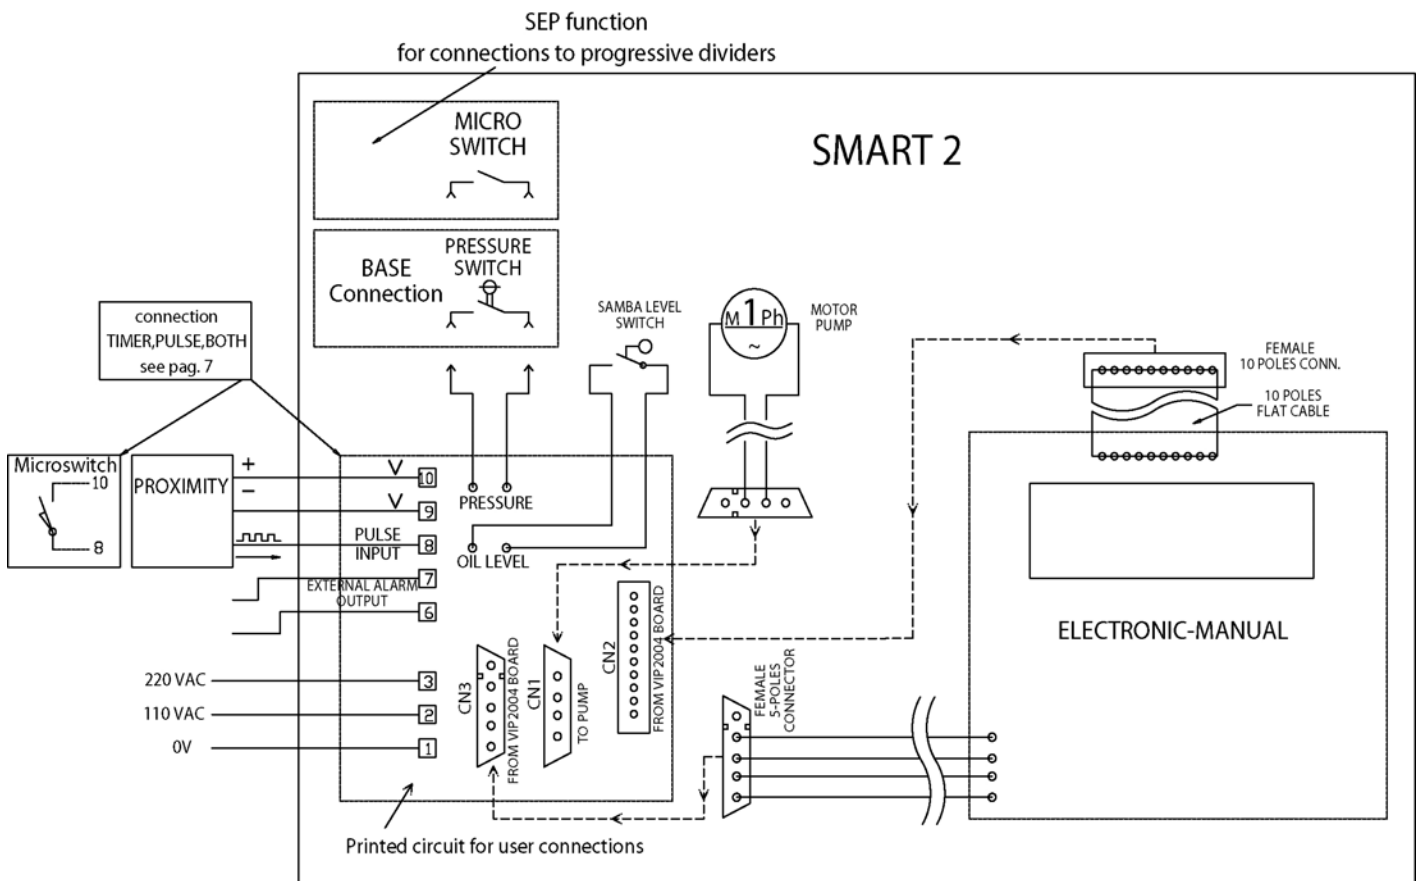 SEP function
for connections to progressive dividers
SMART 2
MICRO
SWITCH
PRESSURE
SWITCH
BASE
Connection
SAMBA LEVEL
SWITCH
M 1 Ph
~
MOTOR
PUMP
FEMALE
10 POLES CONN.
10 POLES
FLAT CABLE
connection
TIMER,PULSE,BOTH
see pag. 7
Microswitch
10
8
PROXIMITY
+
−
V
10
V
9
PULSE
INPUT
8
7
EXTERNAL ALARM
OUTPUT
6
PRESSURE
OIL LEVEL
220 VAC
3
110 VAC
2
0V
1
CN3
FROM VIP2004 BOARD
CN1
TO PUMP
CN2
FROM VIP2004 BOARD
FEMALE
5-POLES
CONNECTOR
ELECTRONIC-MANUAL
Printed circuit for user connections